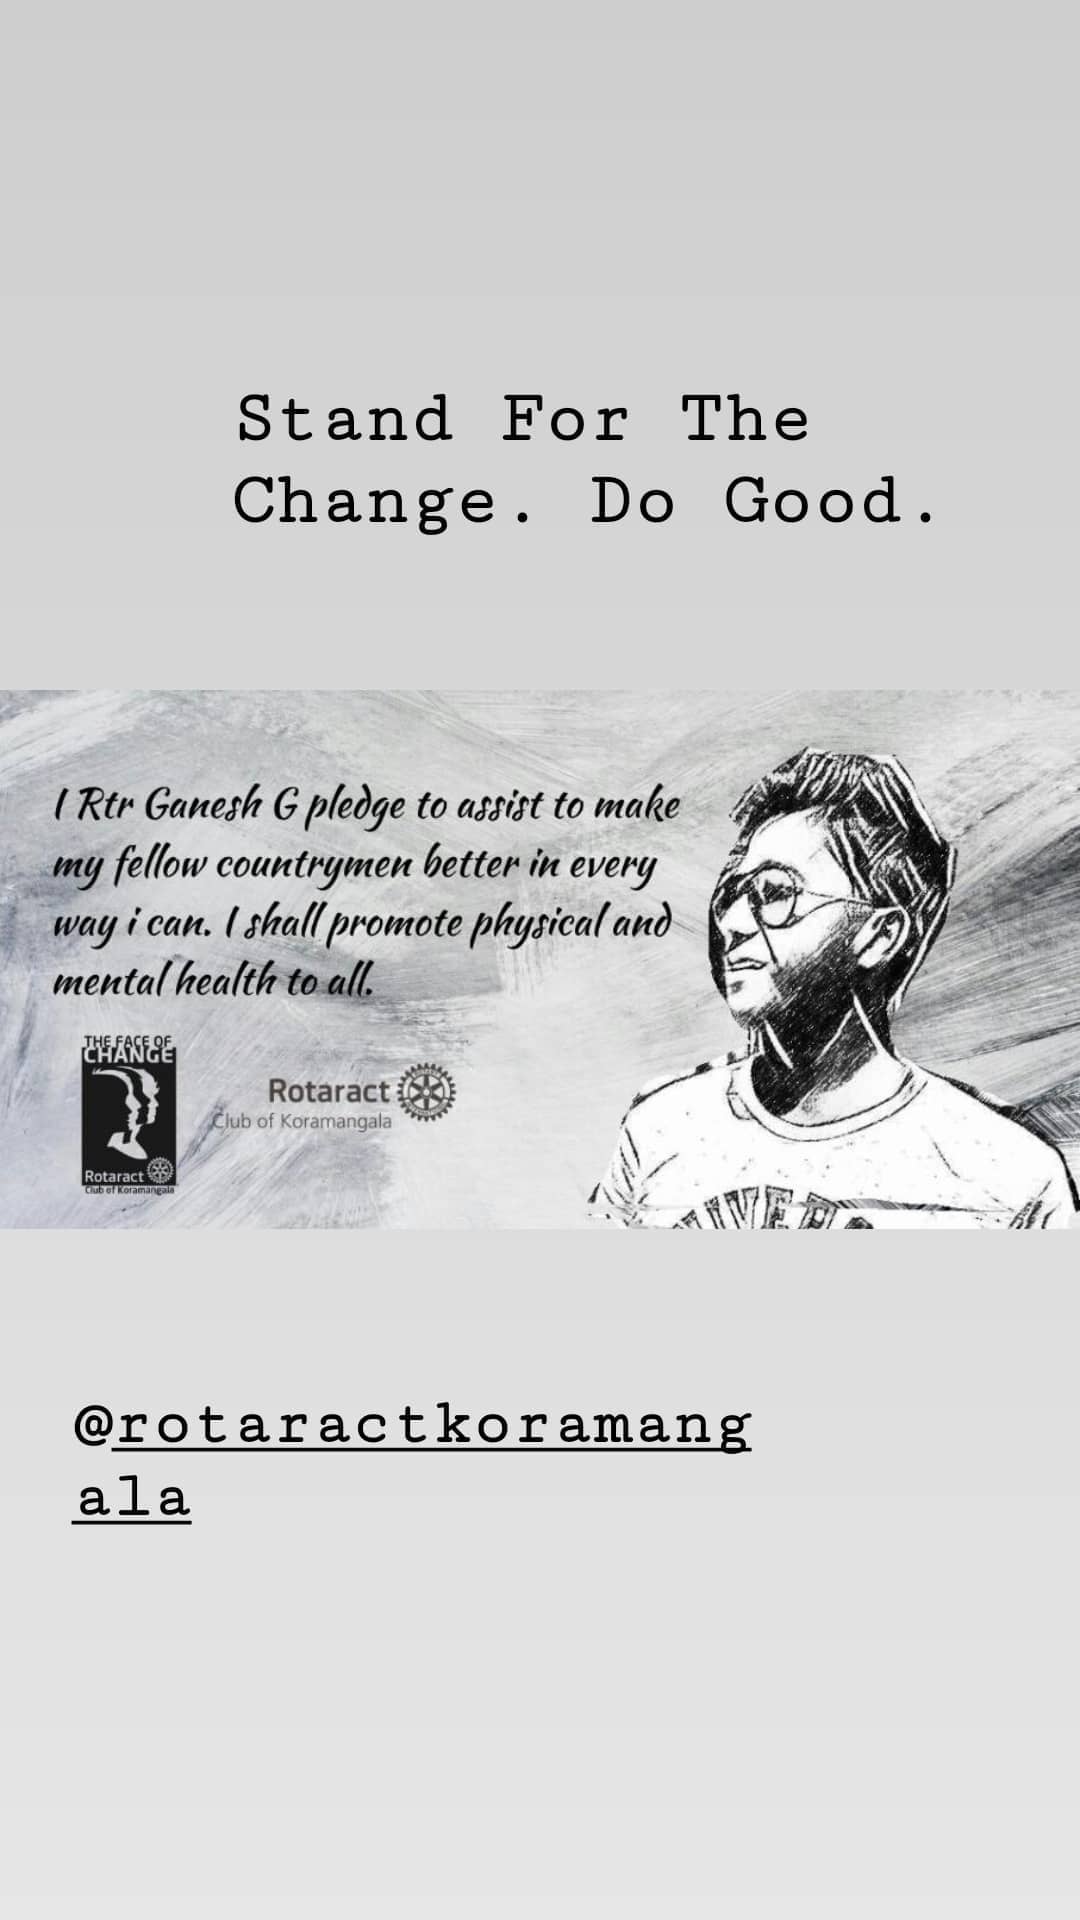 Stand For The
Change. Do Good.
I Rtr Ganesh G pledge to assist to make
my fellow countrymen better in every
way i can. I shall promote physical and
mental health to all.
THE FACE OF
CHANGE
Rotaract
Club of Koramangala
Rotaract
Club of Koramangala
@rotaractkoramang
ala